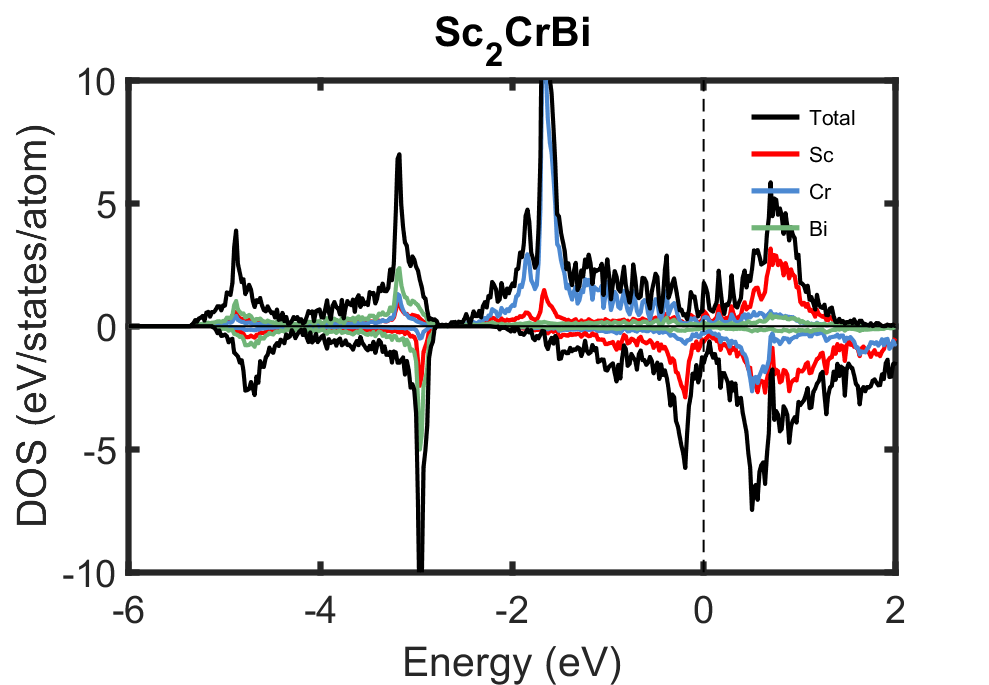 Sc2CrBi
10
5
0
-5
-10
DOS (eV/states/atom)
Total
Sc
Cr
Bi
-6 -4 -2 0 2
Energy (eV)